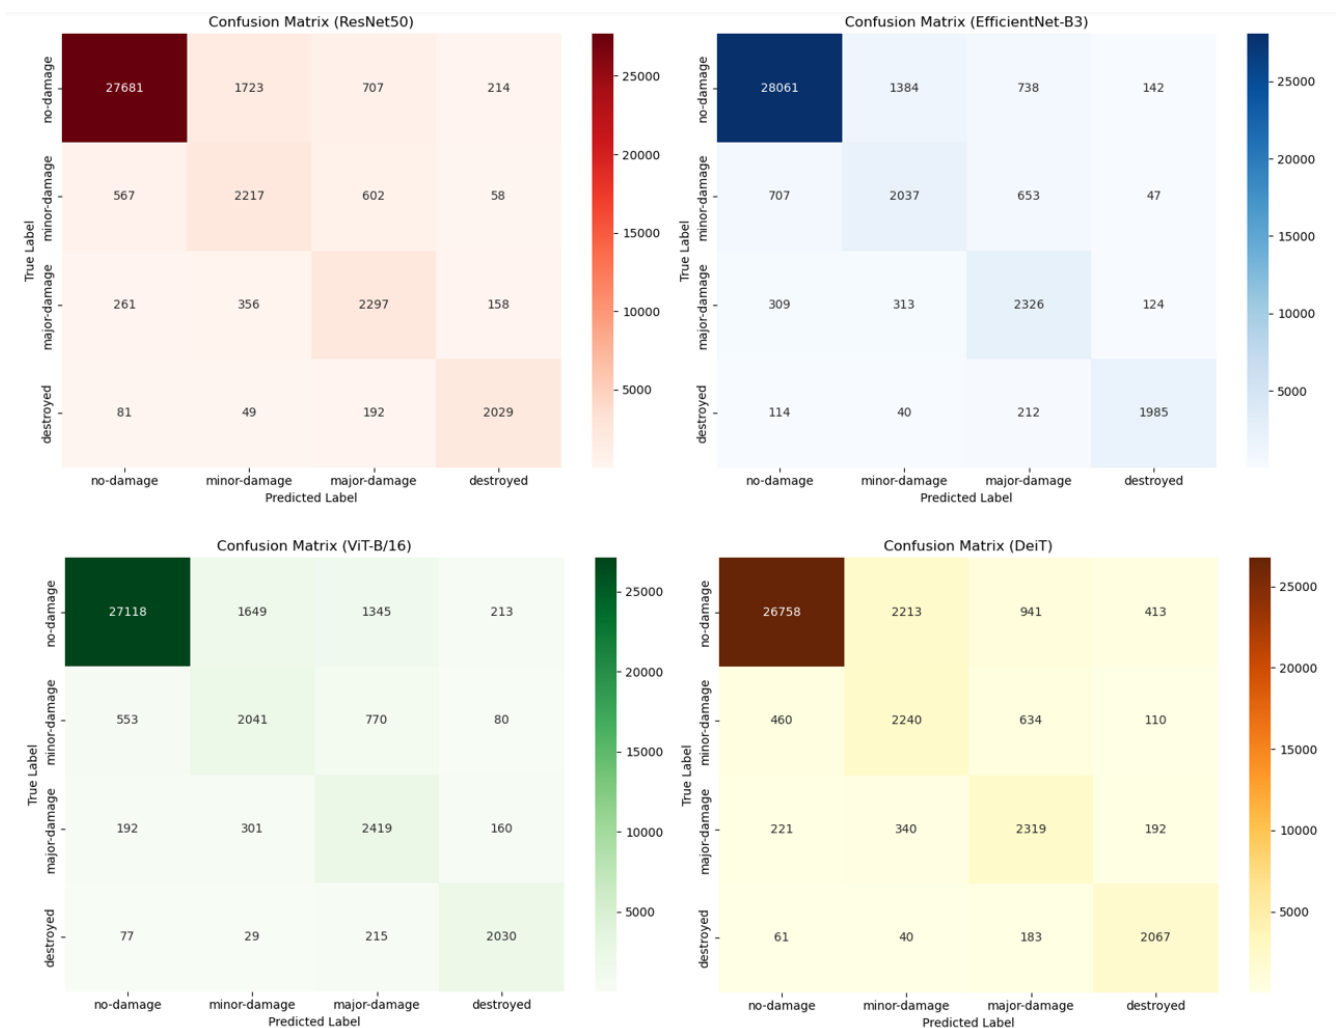 Confusion Matrix (ResNet50)
True Label
no-damage
27681 1723 707 214
minor-damage
567 2217 602 58
major-damage
261 356 2297 158
destroyed
81 49 192 2029
no-damage minor-damage major-damage destroyed
Predicted Label
25000
20000
15000
10000
5000
Confusion Matrix (EfficientNet-B3)
True Label
no-damage
28061 1384 738 142
minor-damage
707 2037 653 47
major-damage
309 313 2326 124
destroyed
114 40 212 1985
no-damage minor-damage major-damage destroyed
Predicted Label
25000
20000
15000
10000
5000
Confusion Matrix (ViT-B/16)
True Label
no-damage
27118 1649 1345 213
minor-damage
553 2041 770 80
major-damage
192 301 2419 160
destroyed
77 29 215 2030
no-damage minor-damage major-damage destroyed
Predicted Label
25000
20000
15000
10000
5000
Confusion Matrix (DeiT)
True Label
no-damage
26758 2213 941 413
minor-damage
460 2240 634 110
major-damage
221 340 2319 192
destroyed
61 40 183 2067
no-damage minor-damage major-damage destroyed
Predicted Label
25000
20000
15000
10000
5000